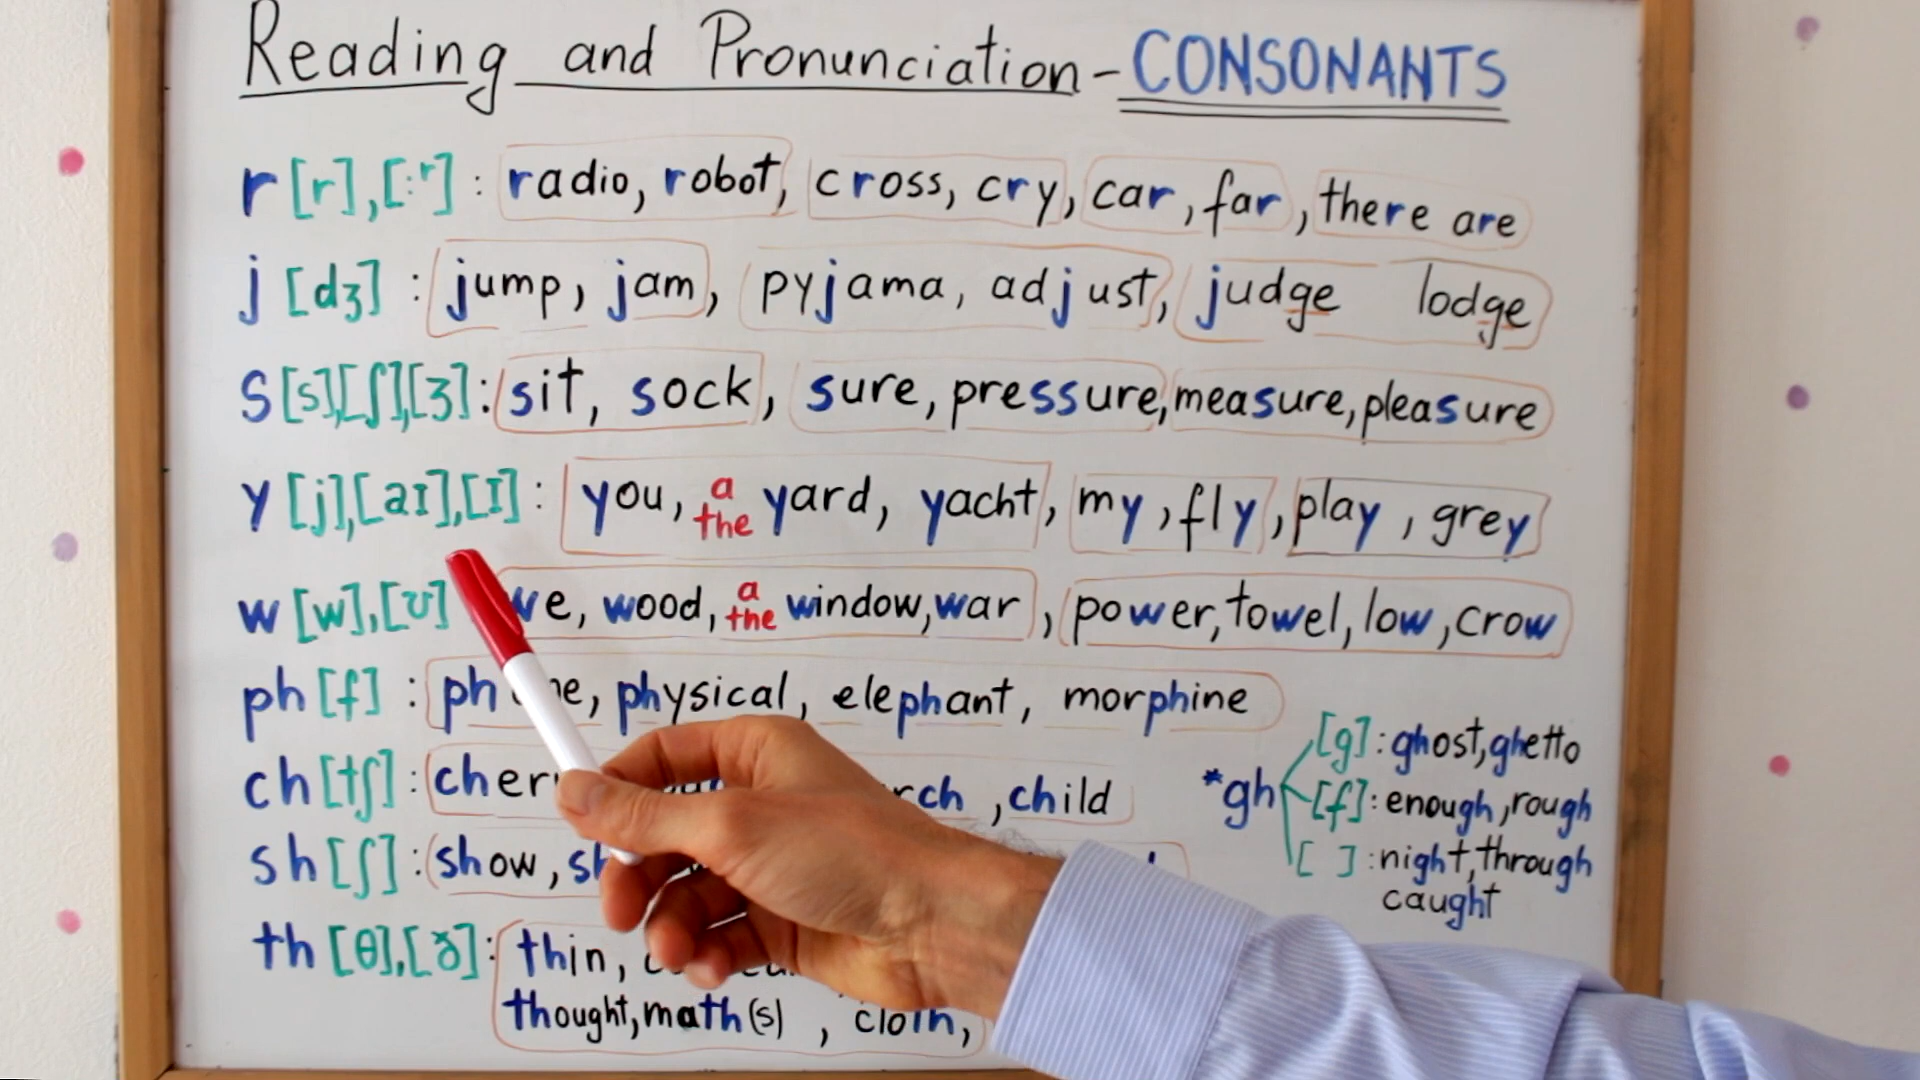 Reading and Pronunciation - CONSONANTS
r [r],[:ʳ] : radio, robot, cross, cry, car, far, there are
j [dʒ] : jump, jam, pyjama, adjust, judge lodge
s [s],[ʃ],[ʒ]: sit, sock, sure, pressure, measure, pleasure
y [j],[aɪ],[ɪ] : you, a the yard, yacht, my, fly, play, grey
w [w],[ʊ] we, wood, a the window, war, power, towel, low, crow
ph [f] : physical, elephant, morphine
ch [tʃ] : , child
sh [ʃ] : show,
th [θ],[ð]: thin,
thought, math(s), cloth,
*gh
[g]: ghost, ghetto
[f]: enough, rough
[ ]: night, through
caught